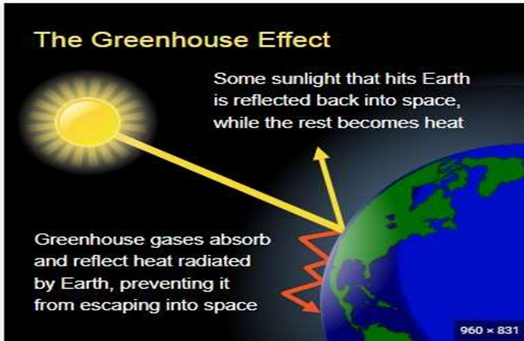 The Greenhouse Effect
Some sunlight that hits Earth
is reflected back into space,
while the rest becomes heat
Greenhouse gases absorb
and reflect heat radiated
by Earth, preventing it
from escaping into space
960 × 831